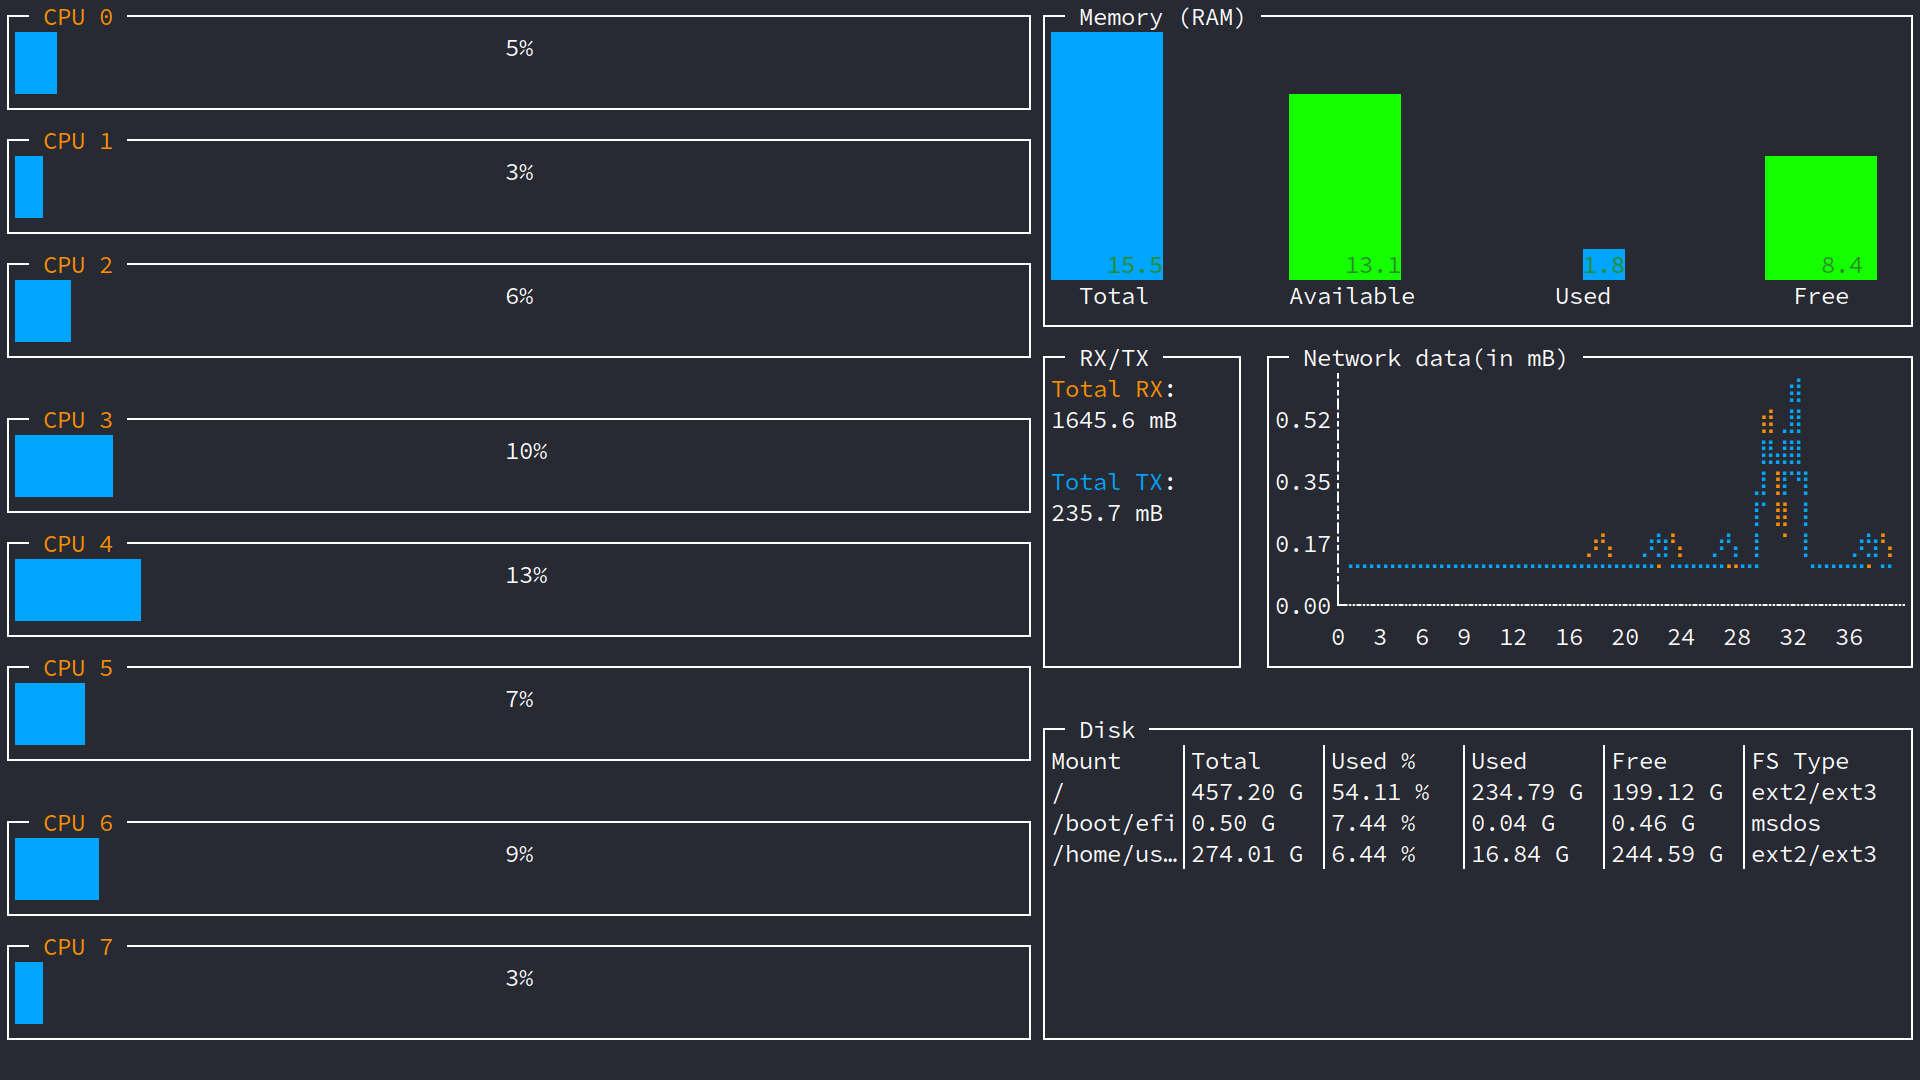 CPU 0
5%
CPU 1
3%
CPU 2
6%
CPU 3
10%
CPU 4
13%
CPU 5
7%
CPU 6
9%
CPU 7
3%
Memory (RAM)
15.5 13.1 1.8 8.4
Total Available Used Free
RX/TX
Total RX:
1645.6 mB
Total TX:
235.7 mB
Network data(in mB)
0.52
0.35
0.17
0.00
0 3 6 9 12 16 20 24 28 32 36
Disk
Mount Total Used % Used Free FS Type
/ 457.20 G 54.11 % 234.79 G 199.12 G ext2/ext3
/boot/efi 0.50 G 7.44 % 0.04 G 0.46 G msdos
/home/us… 274.01 G 6.44 % 16.84 G 244.59 G ext2/ext3